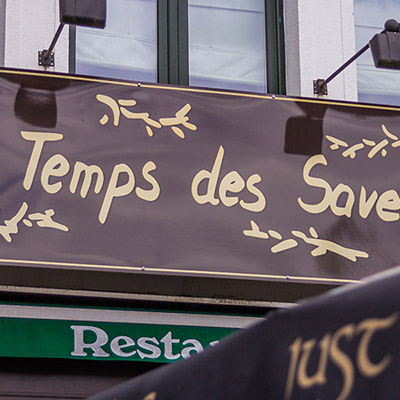 Temps des Save
Resta
just